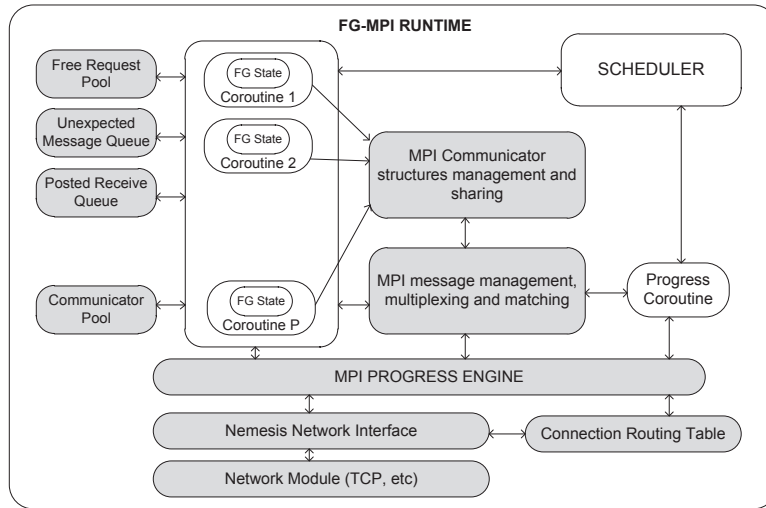 FG-MPI RUNTIME
Free Request
Pool
Unexpected
Message Queue
Posted Receive
Queue
Communicator
Pool
FG State
Coroutine 1
FG State
Coroutine 2
FG State
Coroutine P
SCHEDULER
MPI Communicator
structures management and
sharing
MPI message management,
multiplexing and matching
Progress
Coroutine
MPI PROGRESS ENGINE
Nemesis Network Interface
Connection Routing Table
Network Module (TCP, etc)